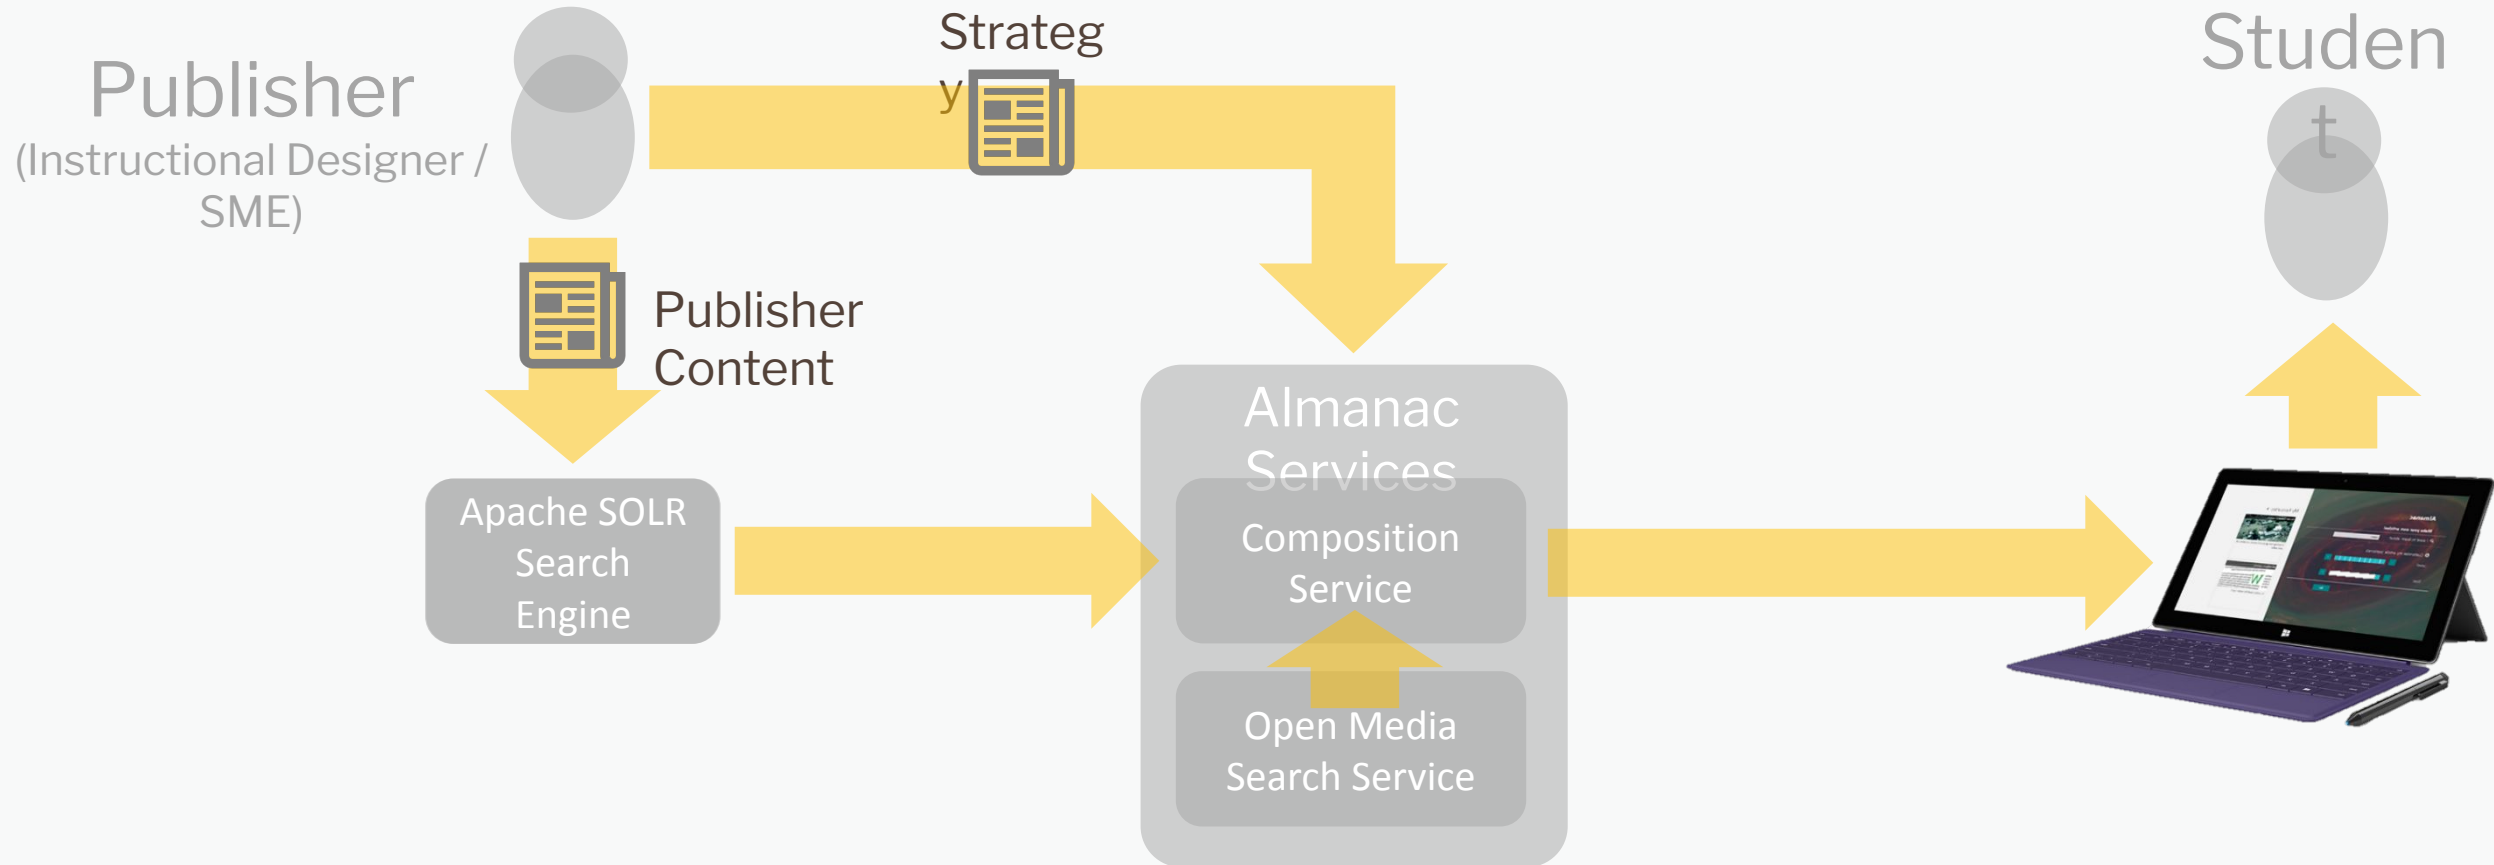 Publisher
(Instructional Designer /
SME)
Strateg
y
Studen
t
Publisher
Content
Almanac
Services
Apache SOLR
Search
Engine
Composition
Service
Open Media
Search Service